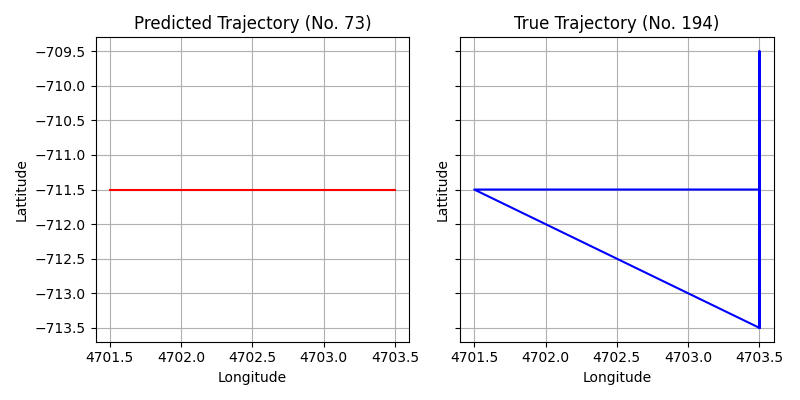 Predicted Trajectory (No. 73)
True Trajectory (No. 194)
−709.5
−710.0
−710.5
−711.0
−711.5
−712.0
−712.5
−713.0
−713.5
Lattitude
Lattitude
4701.5 4702.0 4702.5 4703.0 4703.5
4701.5 4702.0 4702.5 4703.0 4703.5
Longitude
Longitude